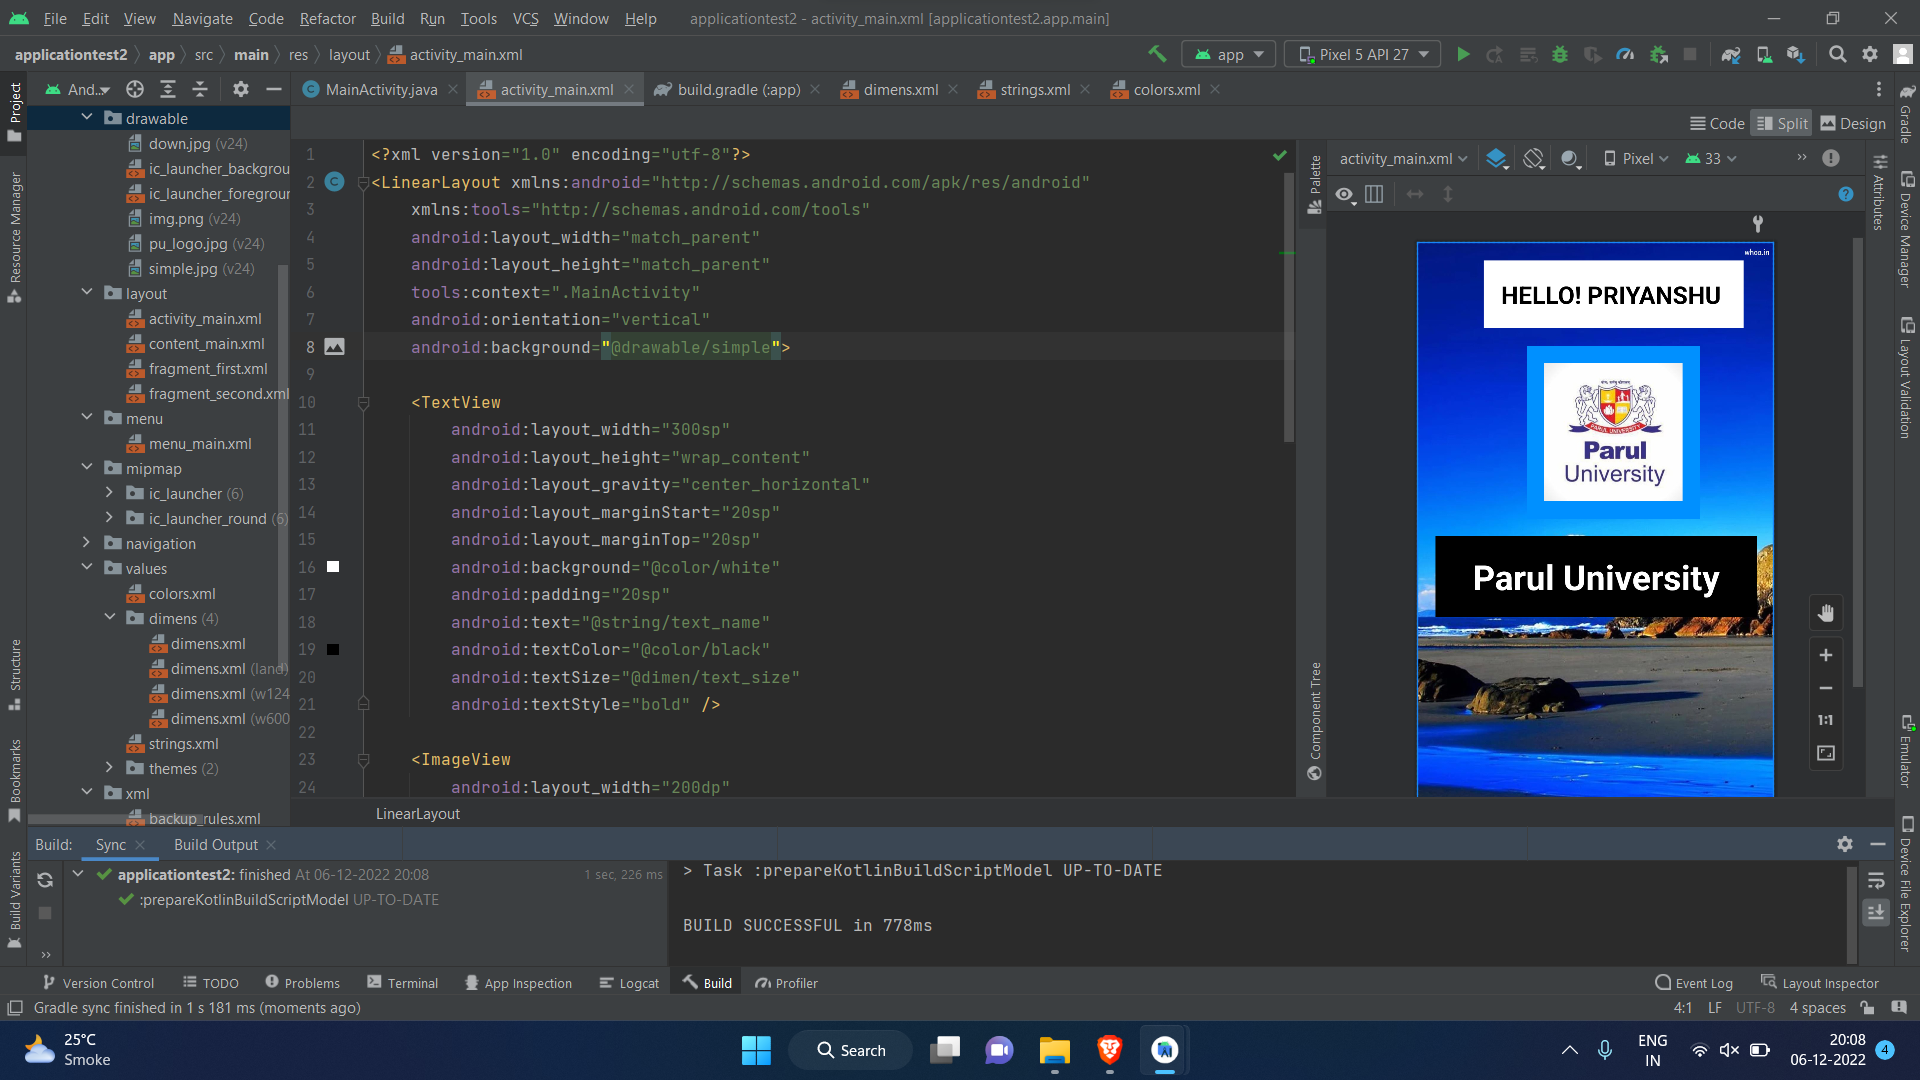 File Edit View Navigate Code Refactor Build Run Tools VCS Window Help applicationtest2 - activity_main.xml [applicationtest2.app.main]
applicationtest2 app src main res layout activity_main.xml app Pixel 5 API 27
Project
And..
MainActivity.java activity_main.xml build.gradle (:app) dimens.xml strings.xml colors.xml
Code Split Design
drawable
down.jpg (v24)
ic_launcher_backgrou
ic_launcher_foregroun
img.png (v24)
pu_logo.jpg (v24)
simple.jpg (v24)
layout
activity_main.xml
content_main.xml
fragment_first.xml
fragment_second.xml
menu
menu_main.xml
mipmap
ic_launcher (6)
ic_launcher_round (6)
navigation
values
colors.xml
dimens (4)
dimens.xml
dimens.xml (land)
dimens.xml (w124
dimens.xml (w600
strings.xml
themes (2)
xml
backup_rules.xml
Resource Manager
Structure
Bookmarks
Build Variants
1 <?xml version="1.0" encoding="utf-8"?>
2 <LinearLayout xmlns:android="http://schemas.android.com/apk/res/android"
3 xmlns:tools="http://schemas.android.com/tools"
4 android:layout_width="match_parent"
5 android:layout_height="match_parent"
6 tools:context=".MainActivity"
7 android:orientation="vertical"
8 android:background="@drawable/simple">
9
10 <TextView
11 android:layout_width="300sp"
12 android:layout_height="wrap_content"
13 android:layout_gravity="center_horizontal"
14 android:layout_marginStart="20sp"
15 android:layout_marginTop="20sp"
16 android:background="@color/white"
17 android:padding="20sp"
18 android:text="@string/text_name"
19 android:textColor="@color/black"
20 android:textSize="@dimen/text_size"
21 android:textStyle="bold" />
22
23 <ImageView
24 android:layout_width="200dp"
LinearLayout
Palette
Component Tree
activity_main.xml Pixel 33
whoa.in
HELLO! PRIYANSHU
PARUL UNIVERSITY
Parul
University
Parul University
1:1
Attributes
Gradle
Device Manager
Layout Validation
Emulator
Device File Explorer
Build: Sync Build Output
applicationtest2: finished At 06-12-2022 20:08 1 sec, 226 ms
:prepareKotlinBuildScriptModel UP-TO-DATE
> Task :prepareKotlinBuildScriptModel UP-TO-DATE
BUILD SUCCESSFUL in 778ms
Version Control TODO Problems Terminal App Inspection Logcat Build Profiler Event Log Layout Inspector
Gradle sync finished in 1 s 181 ms (moments ago) 4:1 LF UTF-8 4 spaces
25°C
Smoke
Search
ENG
IN
20:08
06-12-2022
4